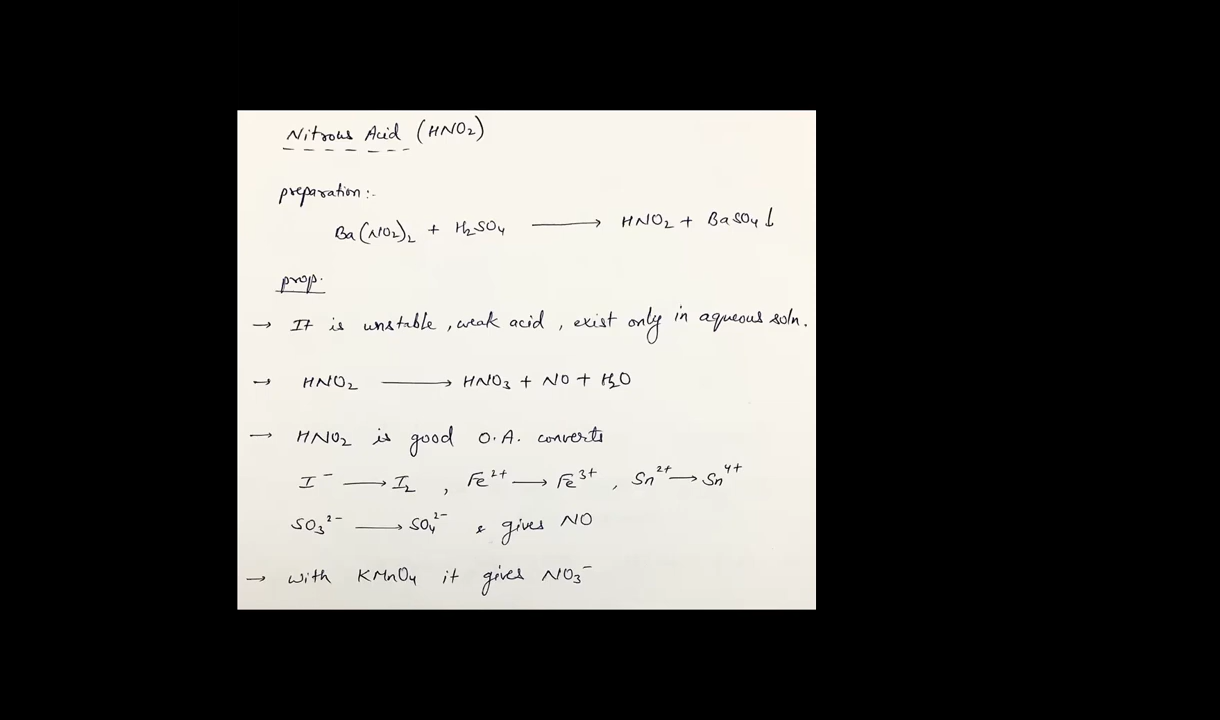 Nitrous Acid (HNO2)
preparation:-
Ba(NO2)2 + H2SO4 ⟶ HNO2 + BaSO4↓
prop.
→ It is unstable, weak acid, exist only in aqueous soln.
→ HNO2 ⟶ HNO3 + NO + H2O
→ HNO2 is good O.A. converts
I⁻ ⟶ I2 , Fe²⁺ ⟶ Fe³⁺ , Sn²⁺ ⟶ Sn⁴⁺
SO3²⁻ ⟶ SO4²⁻ & gives NO
→ with KMnO4 it gives NO3⁻